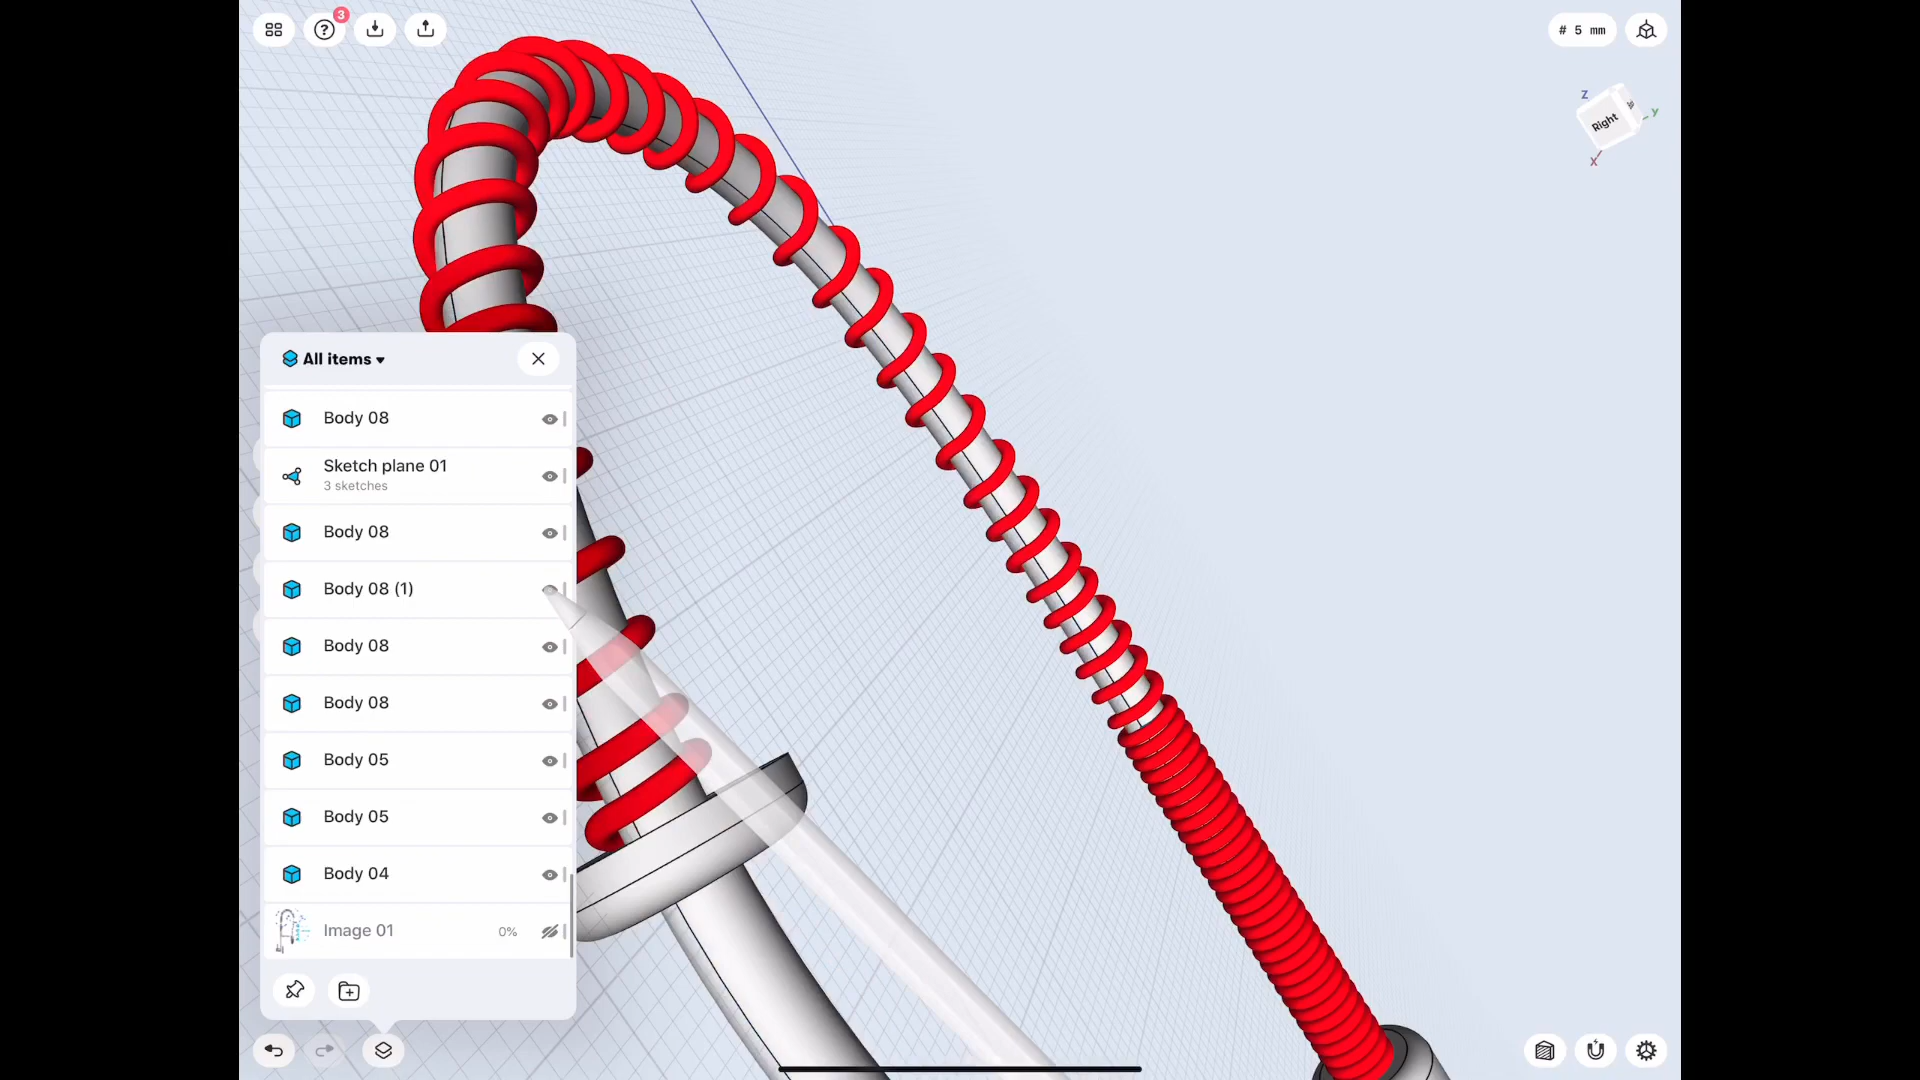 3
# 5 mm
Z
Y
Right
X
All items
Body 08
Sketch plane 01
3 sketches
Body 08
Body 08 (1)
Body 08
Body 08
Body 05
Body 05
Body 04
Image 01 0%